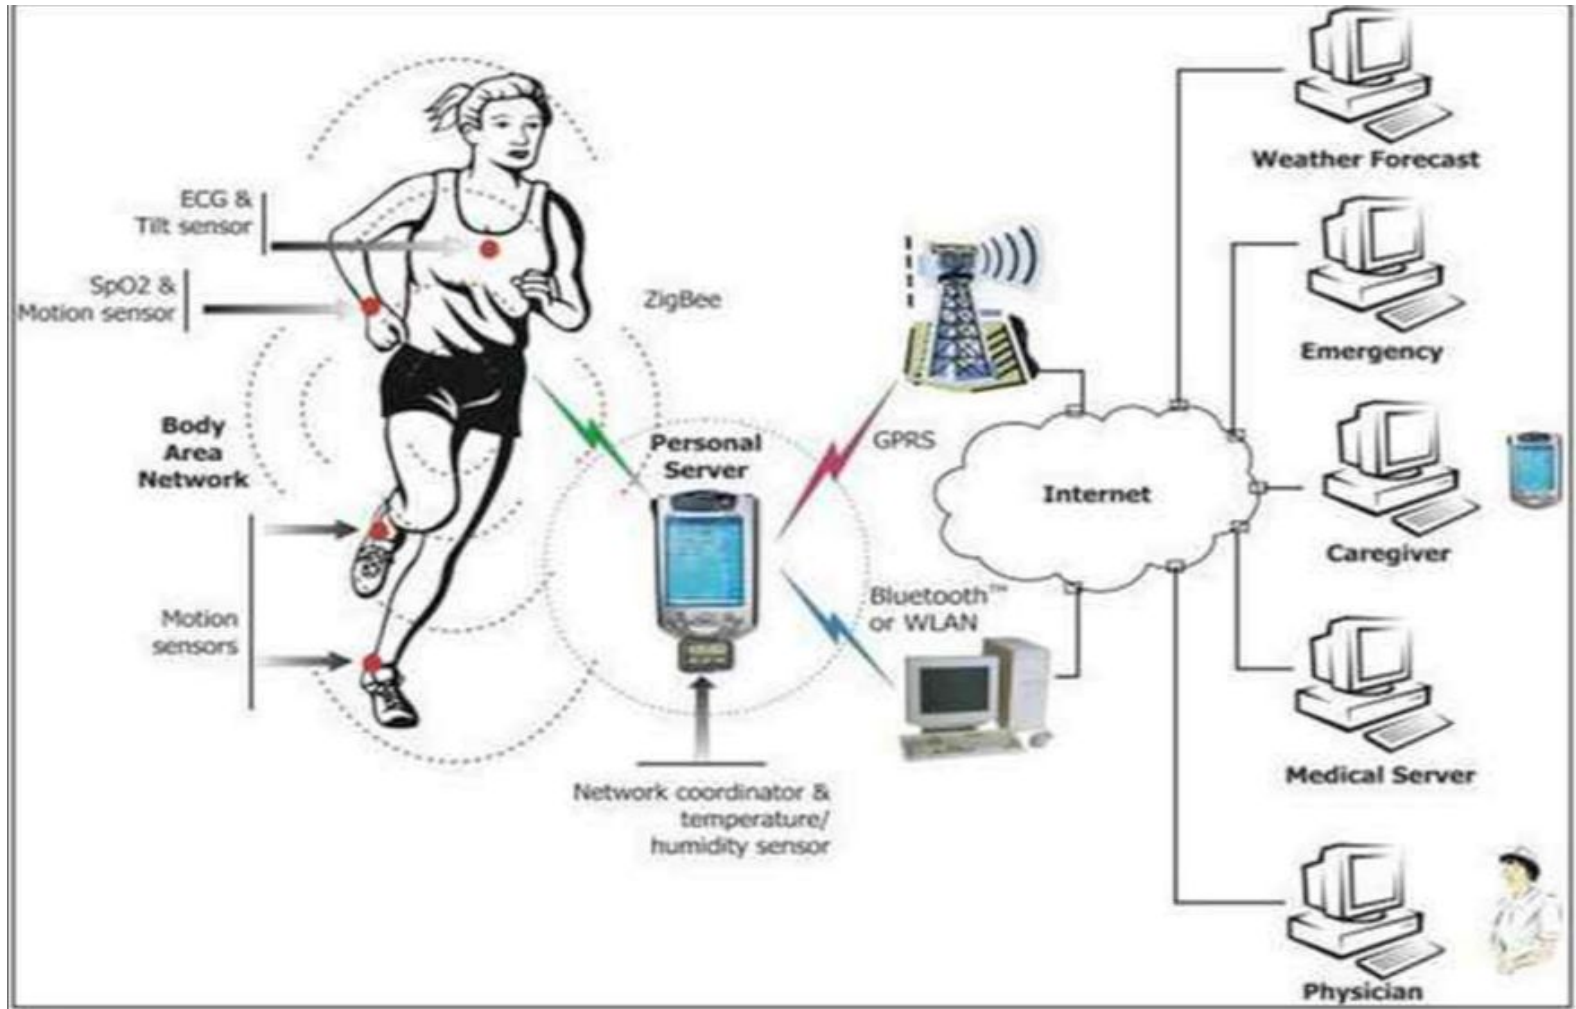 ECG &
Tilt sensor
SpO2 &
Motion sensor
Body
Area
Network
Motion
sensors
ZigBee
Personal
Server
Network coordinator &
temperature/
humidity sensor
GPRS
Bluetooth™
or WLAN
Internet
Weather Forecast
Emergency
Caregiver
Medical Server
Physician